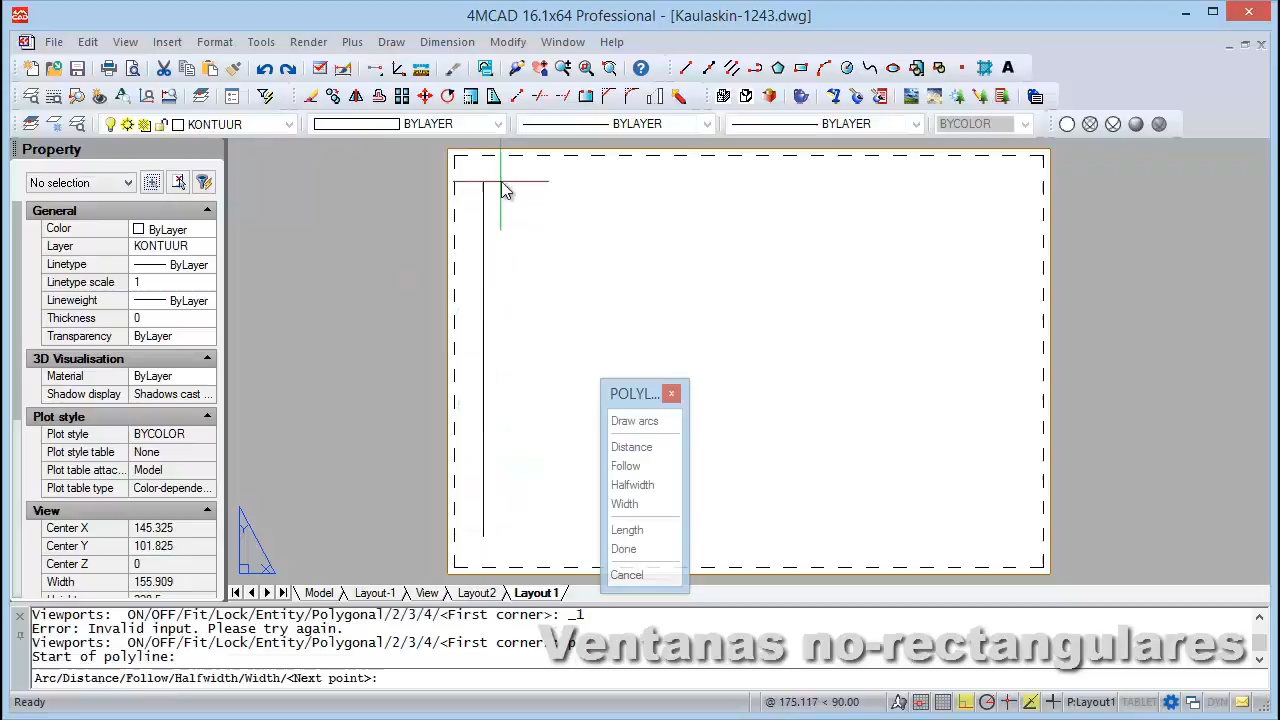 4MCAD 16.1x64 Professional - [Kaulaskin-1243.dwg]
File Edit View Insert Format Tools Render Plus Draw Dimension Modify Window Help
KONTUUR BYLAYER BYLAYER BYLAYER BYCOLOR
Property
No selection
General
Color ByLayer
Layer KONTUUR
Linetype ByLayer
Linetype scale 1
Lineweight ByLayer
Thickness 0
Transparency ByLayer
3D Visualisation
Material ByLayer
Shadow display Shadows cast ...
Plot style
Plot style BYCOLOR
Plot style table None
Plot table attac... Model
Plot table type Color-depende...
View
Center X 145.325
Center Y 101.825
Center Z 0
Width 155.909
POLYL...
Draw arcs
Distance
Follow
Halfwidth
Width
Length
Done
Cancel
Model Layout-1 View Layout2 Layout1
Viewports: ON/OFF/Fit/Lock/Entity/Polygonal/2/3/4/<First corner>: _1
Error: Invalid input. Please try again.
Viewports: ON/OFF/Fit/Lock/Entity/Polygonal/2/3/4/<First corner>:
Start of polyline:
Ventanas no-rectangulares
Arc/Distance/Follow/Halfwidth/Width/<Next point>:
Ready @ 175.117 < 90.00 P:Layout1 TABLET DYN